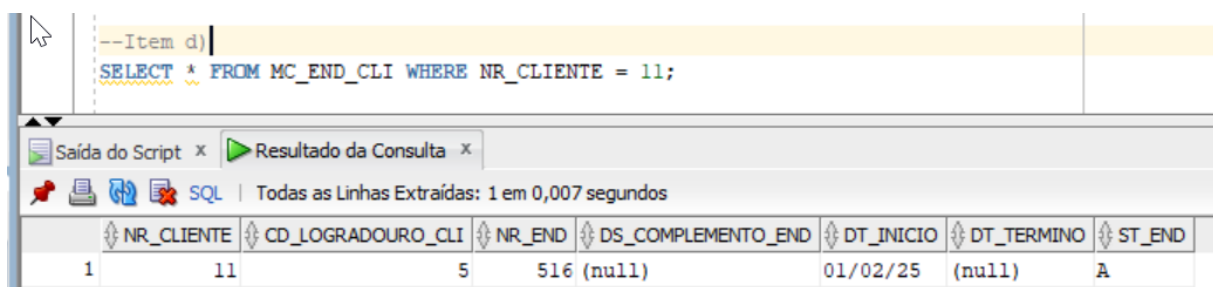 --Item d)
SELECT * FROM MC_END_CLI WHERE NR_CLIENTE = 11;
Saída do Script x Resultado da Consulta x
SQL | Todas as Linhas Extraídas: 1 em 0,007 segundos
NR_CLIENTE CD_LOGRADOURO_CLI NR_END DS_COMPLEMENTO_END DT_INICIO DT_TERMINO ST_END
1 11 5 516 (null) 01/02/25 (null) A